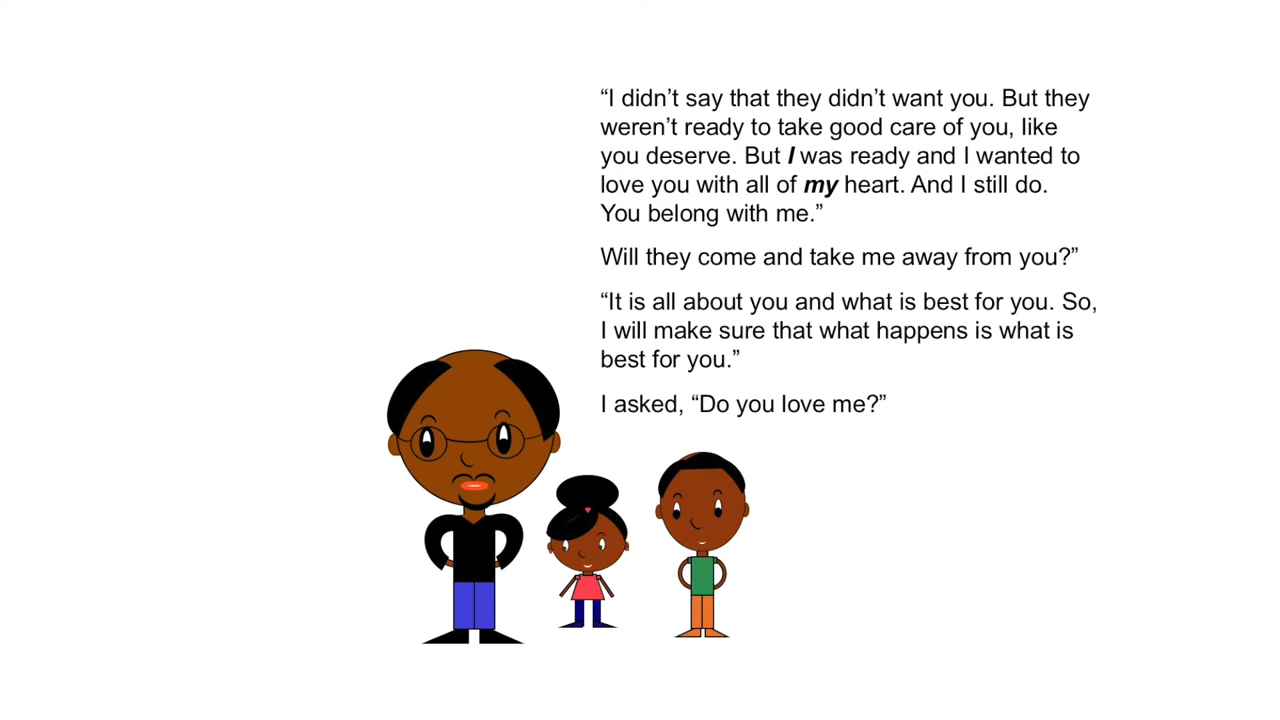 “I didn’t say that they didn’t want you. But they
weren’t ready to take good care of you, like
you deserve. But I was ready and I wanted to
love you with all of my heart. And I still do.
You belong with me.”
Will they come and take me away from you?”
“It is all about you and what is best for you. So,
I will make sure that what happens is what is
best for you.”
I asked, “Do you love me?”